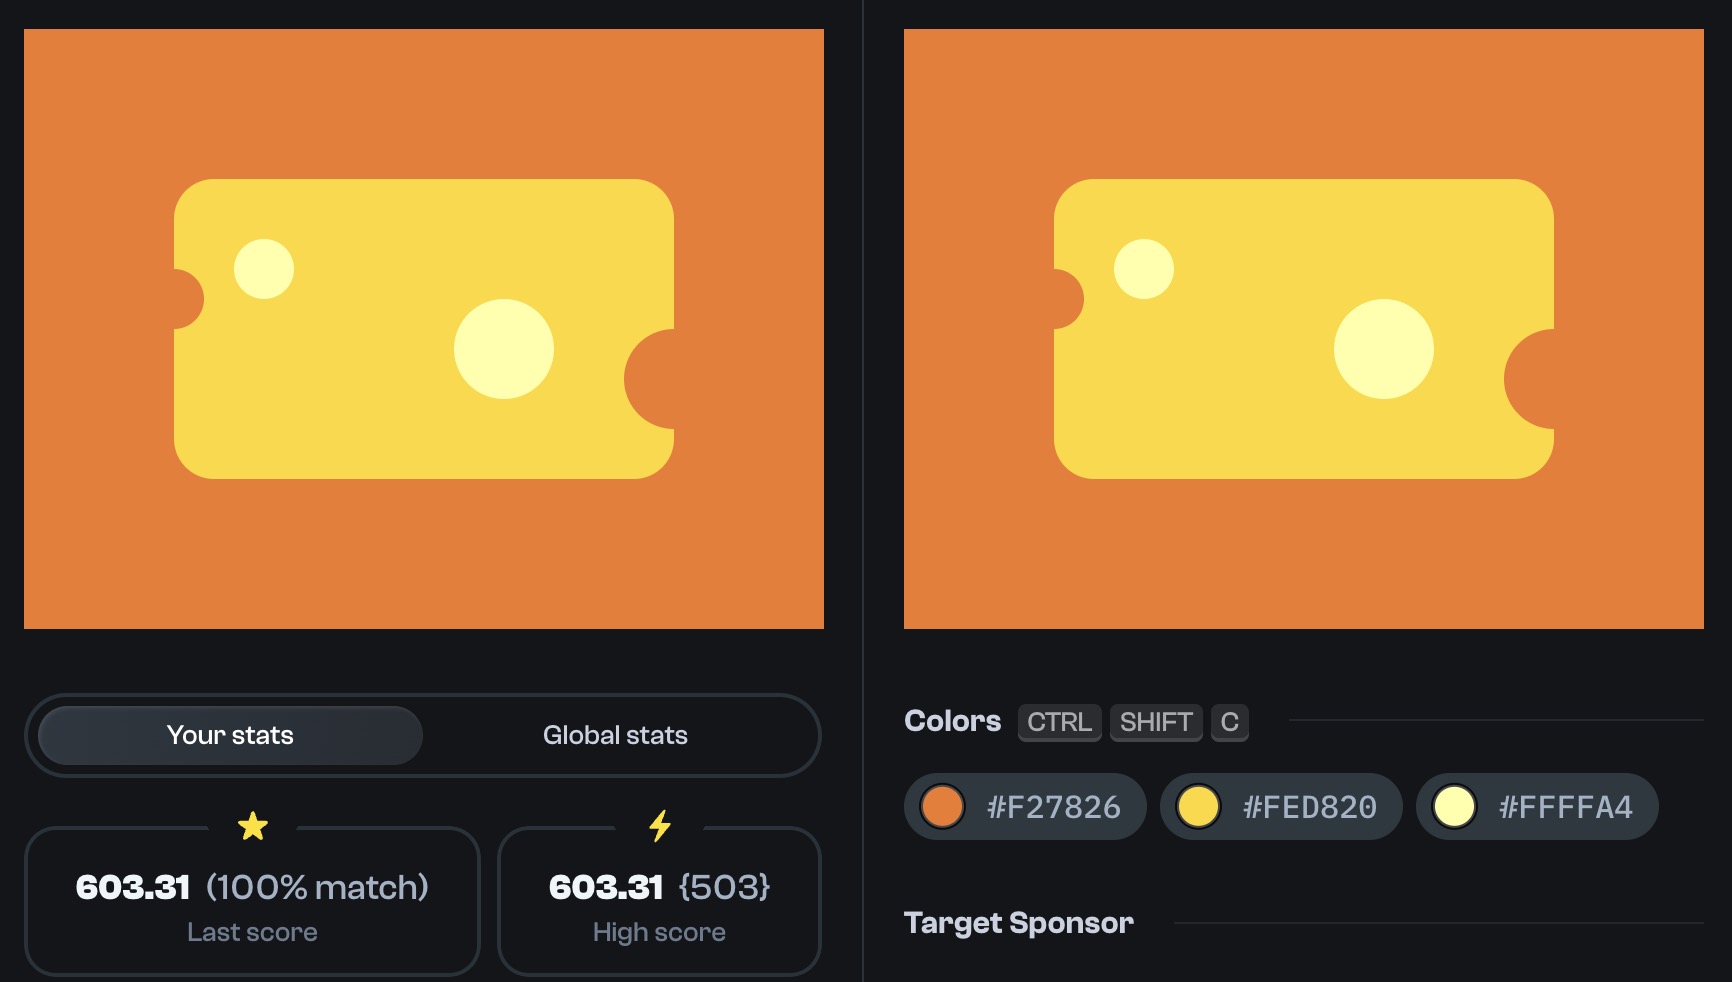 Your stats
Global stats
603.31 (100% match)
Last score
603.31 {503}
High score
Colors CTRL SHIFT C
#F27826 #FED820 #FFFFA4
Target Sponsor